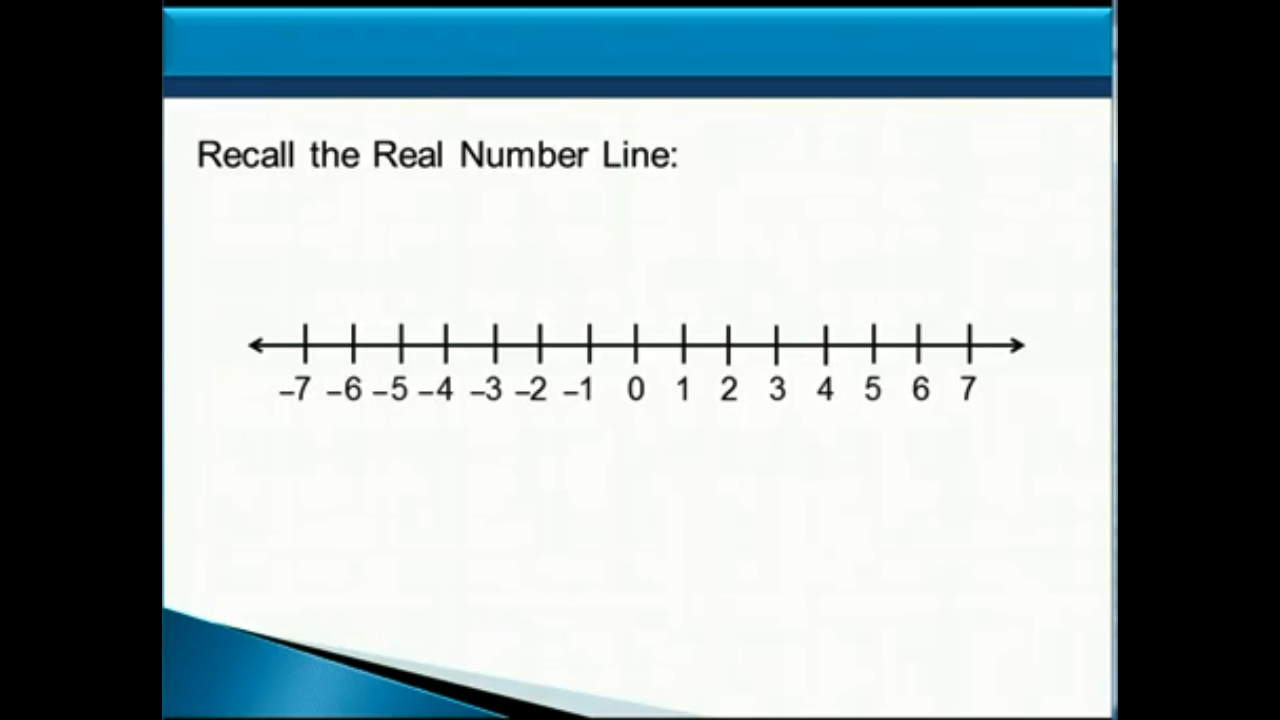 Recall the Real Number Line:
–7 –6 –5 –4 –3 –2 –1 0 1 2 3 4 5 6 7